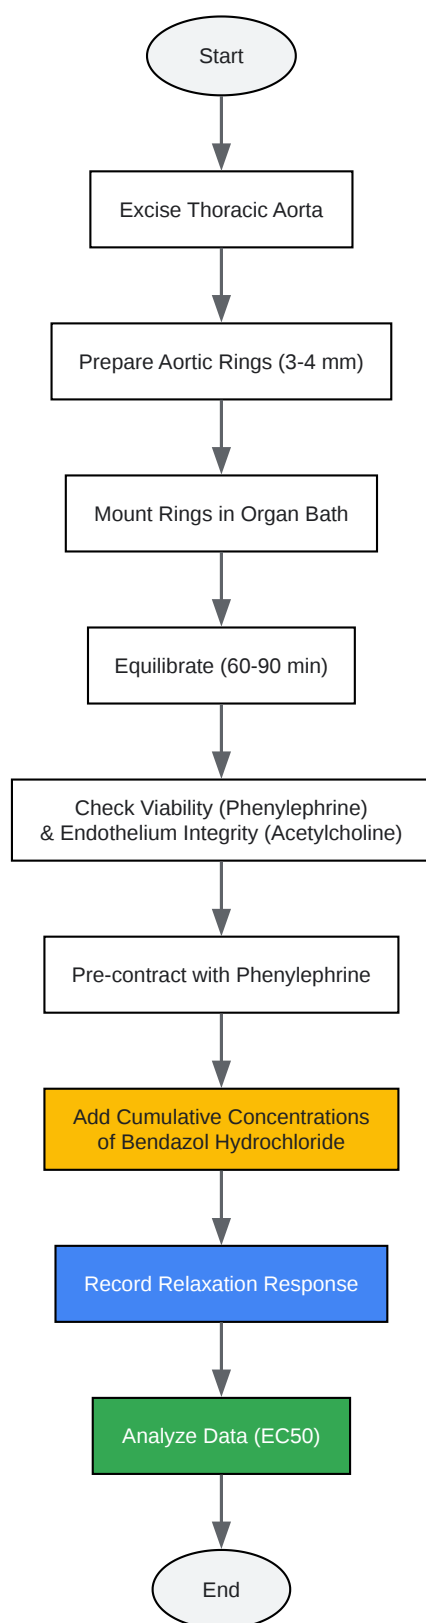 Start
Excise Thoracic Aorta
Prepare Aortic Rings (3-4 mm)
Mount Rings in Organ Bath
Equilibrate (60-90 min)
Check Viability (Phenylephrine)
& Endothelium Integrity (Acetylcholine)
Pre-contract with Phenylephrine
Add Cumulative Concentrations
of Bendazol Hydrochloride
Record Relaxation Response
Analyze Data (EC50)
End